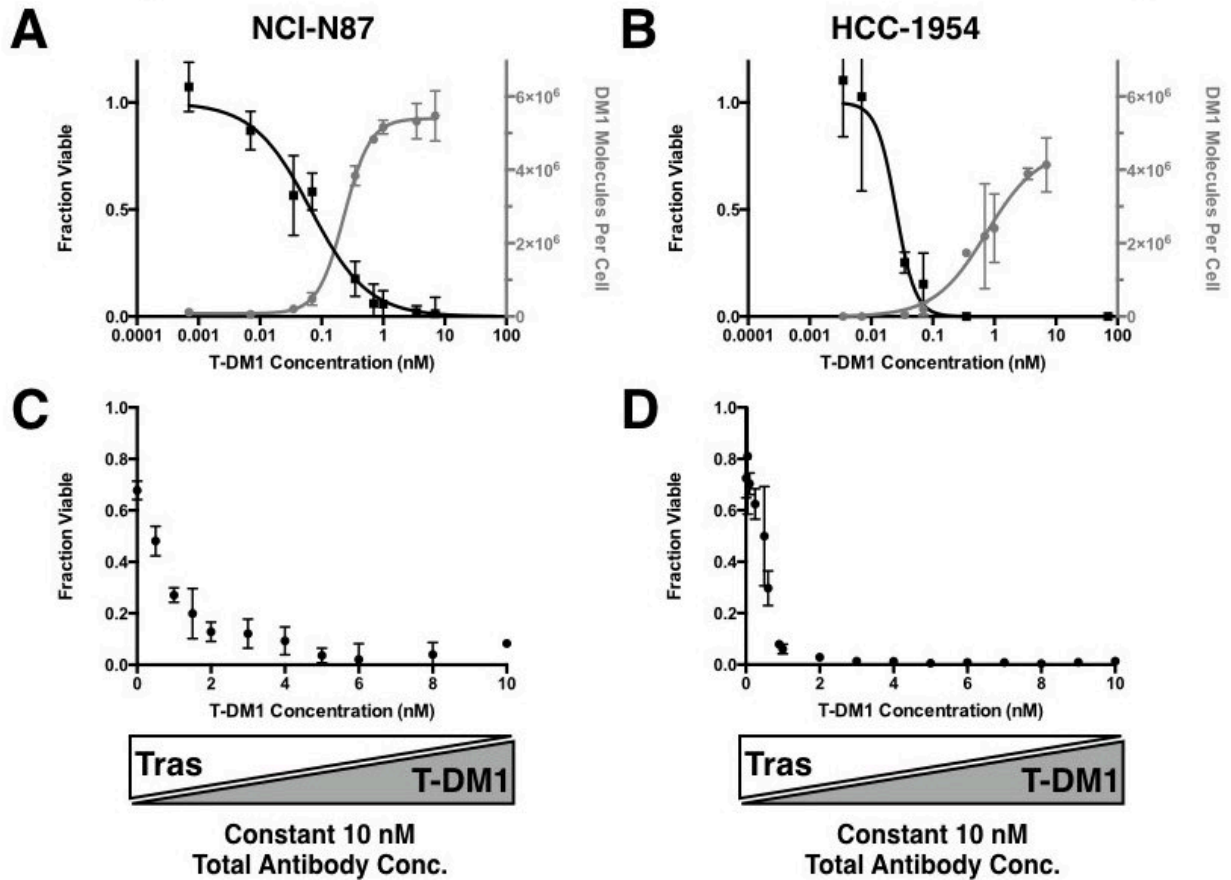 A
NCI-N87
Fraction Viable
1.0
0.5
0.0
6×10⁶
4×10⁶
2×10⁶
0
DM1 Molecules Per Cell
0.0001 0.001 0.01 0.1 1 10 100
T-DM1 Concentration (nM)
B
HCC-1954
Fraction Viable
1.0
0.5
0.0
6×10⁶
4×10⁶
2×10⁶
0
DM1 Molecules Per Cell
0.0001 0.001 0.01 0.1 1 10 100
T-DM1 Concentration (nM)
C
Fraction Viable
1.0
0.8
0.6
0.4
0.2
0.0
0 2 4 6 8 10
T-DM1 Concentration (nM)
Tras
T-DM1
Constant 10 nM
Total Antibody Conc.
D
Fraction Viable
1.0
0.8
0.6
0.4
0.2
0.0
0 2 4 6 8 10
T-DM1 Concentration (nM)
Tras
T-DM1
Constant 10 nM
Total Antibody Conc.